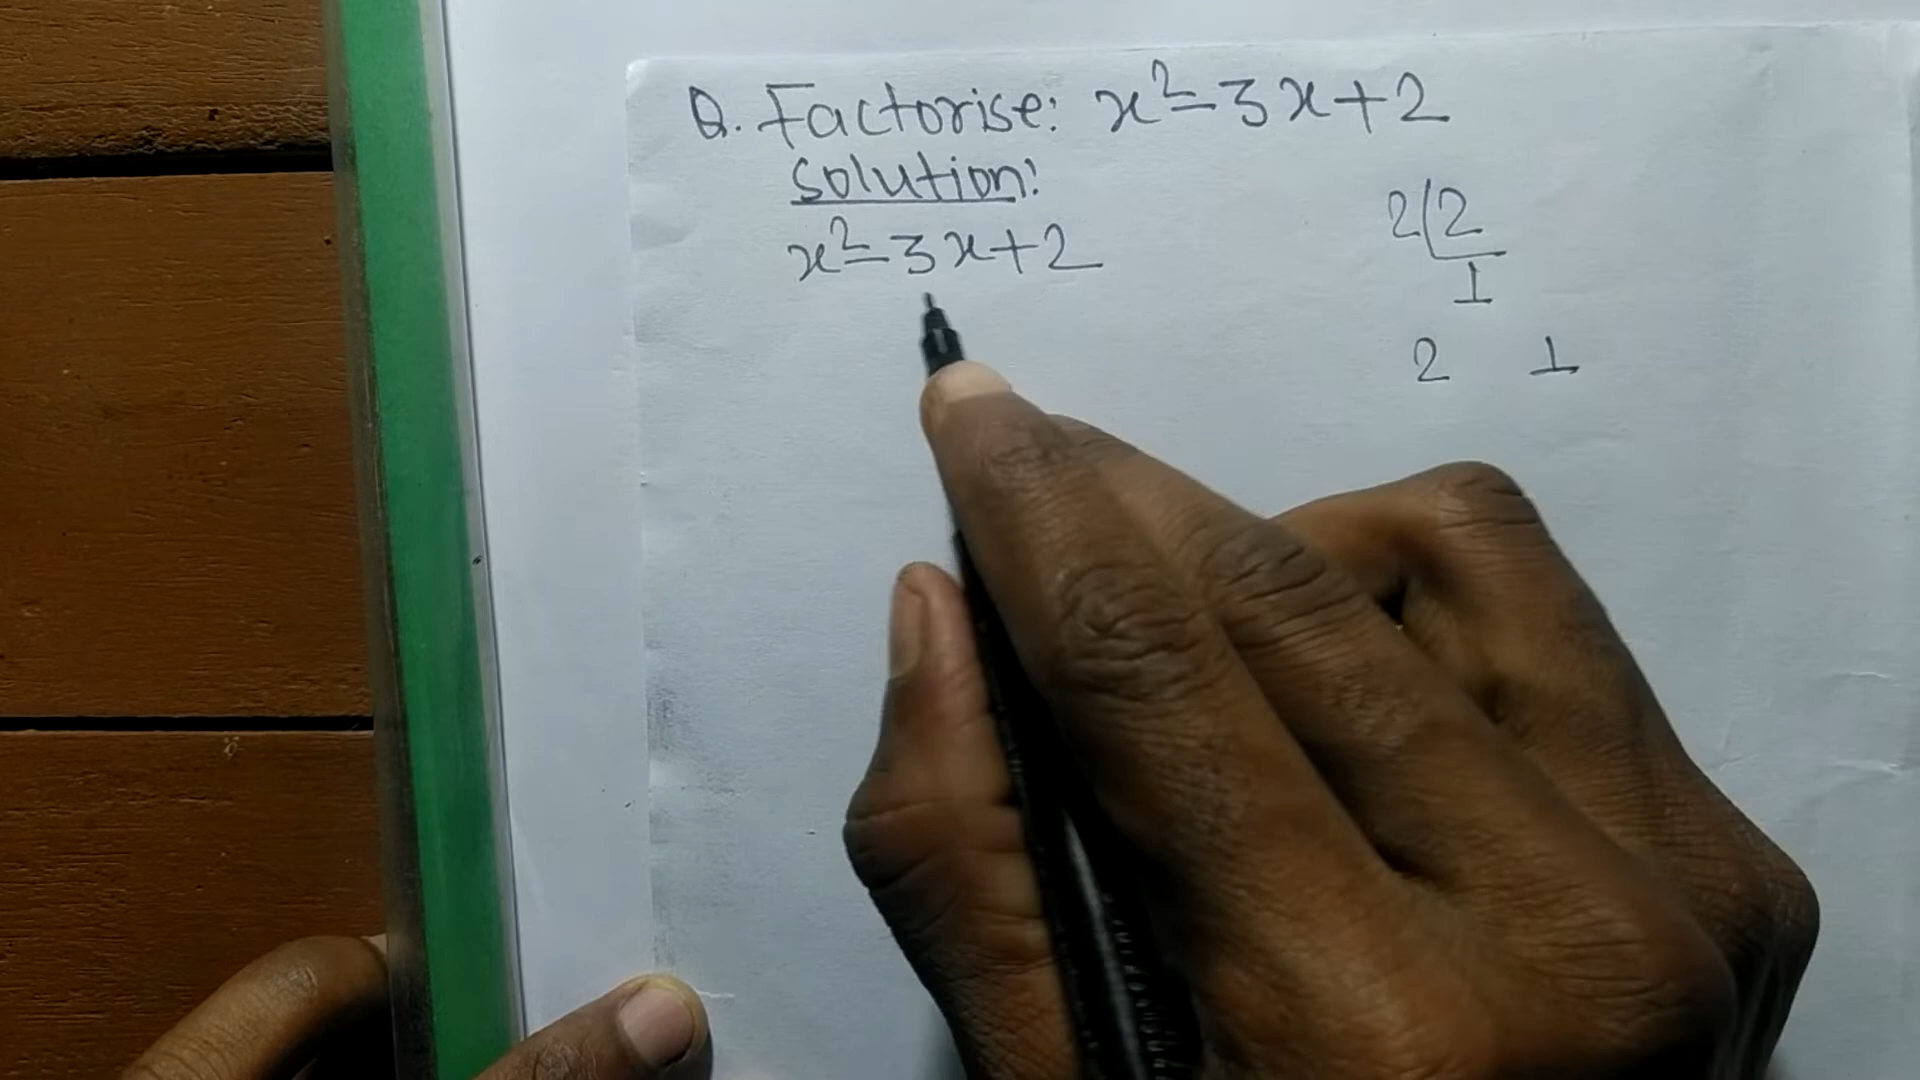 Q. Factorise: x²-3x+2
Solution:
x²-3x+2
2(2
1
2 1